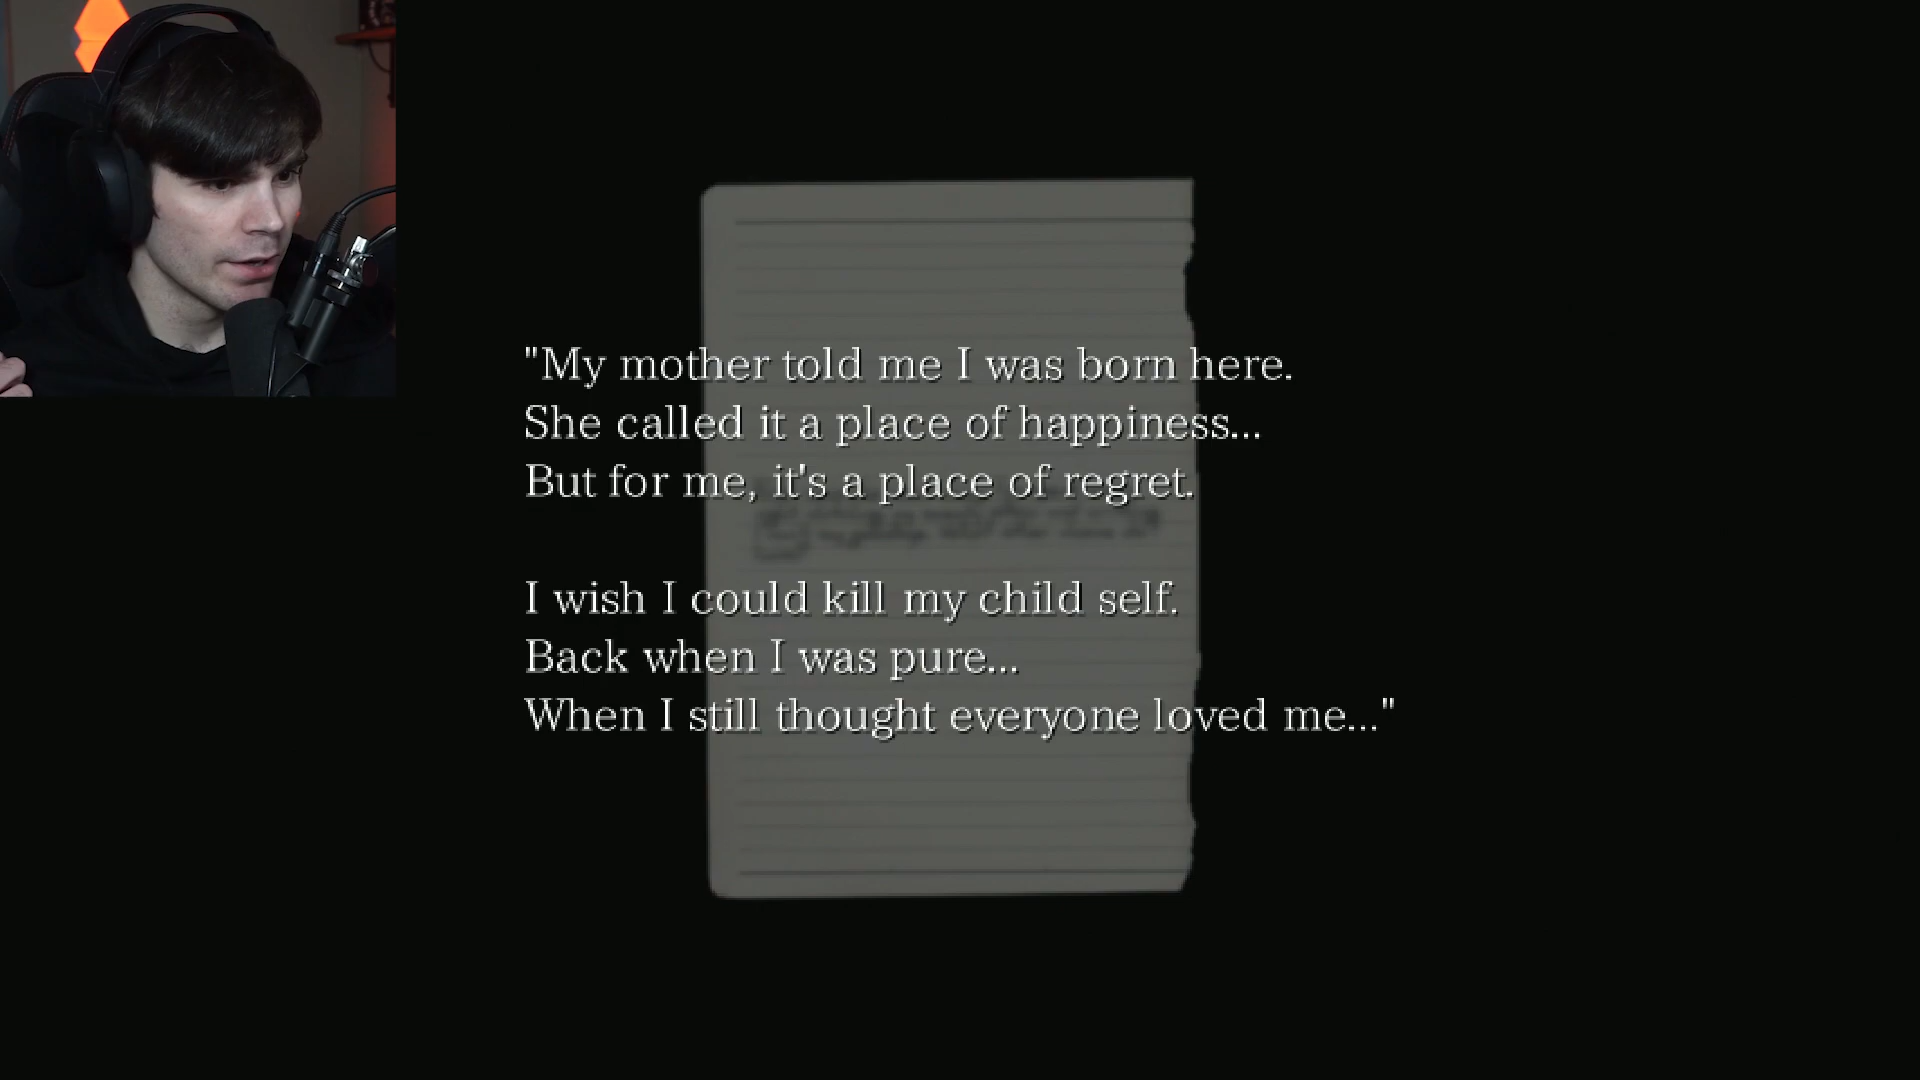 "My mother told me I was born here.
She called it a place of happiness...
But for me, it's a place of regret.
I wish I could kill my child self.
Back when I was pure...
When I still thought everyone loved me..."